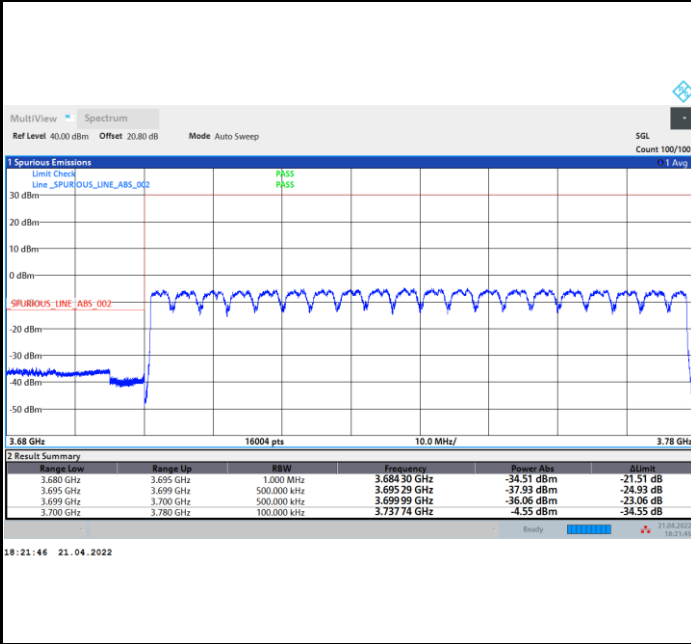 MultiView Spectrum
Ref Level 40.00 dBm Offset 20.80 dB Mode Auto Sweep SGL
Count 100/100
1 Spurious Emissions 1 Avg
Limit Check PASS
Line _SPURIOUS_LINE_ABS_002 PASS
30 dBm
20 dBm
10 dBm
0 dBm
_SPURIOUS_LINE_ABS_002
-20 dBm
-30 dBm
-40 dBm
-50 dBm
3.68 GHz 16004 pts 10.0 MHz/ 3.78 GHz
2 Result Summary
Range Low Range Up RBW Frequency Power Abs ΔLimit
3.680 GHz 3.695 GHz 1.000 MHz 3.684 30 GHz -34.51 dBm -21.51 dB
3.695 GHz 3.699 GHz 500.000 kHz 3.695 29 GHz -37.93 dBm -24.93 dB
3.699 GHz 3.700 GHz 500.000 kHz 3.699 99 GHz -36.06 dBm -23.06 dB
3.700 GHz 3.780 GHz 100.000 kHz 3.737 74 GHz -4.55 dBm -34.55 dB
Ready 21.04.2022
18:21:45
18:21:46 21.04.2022